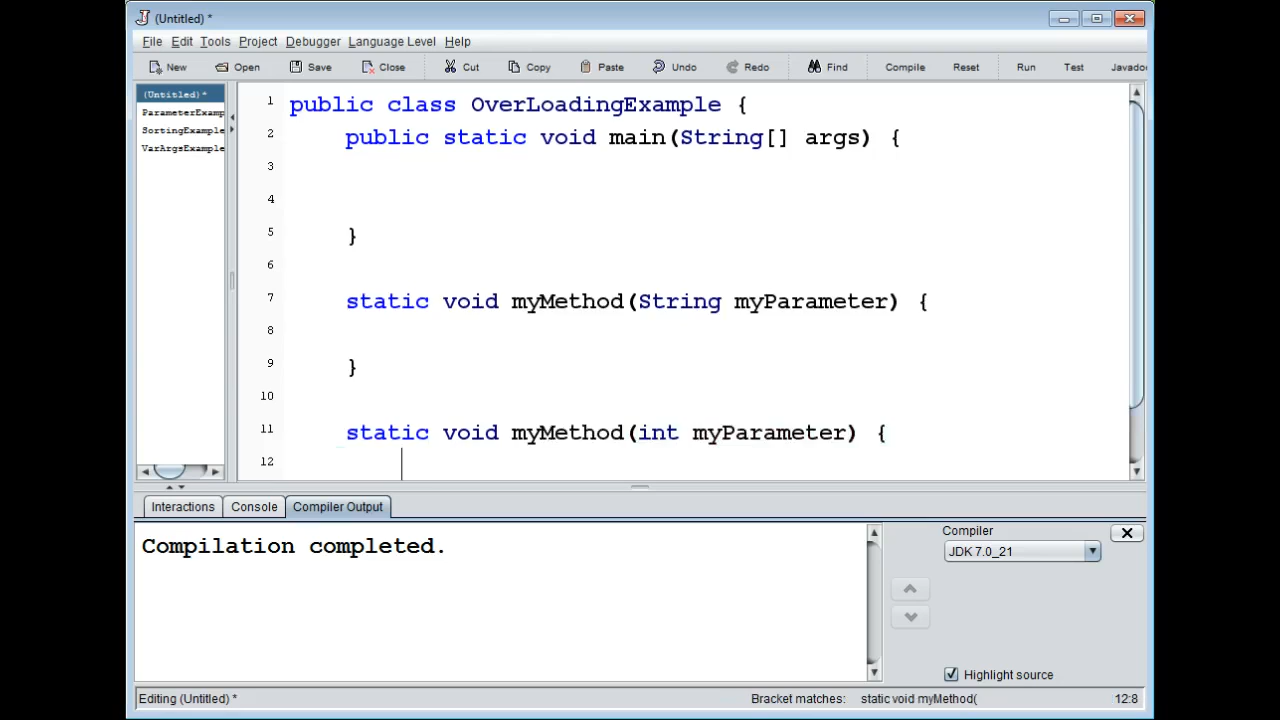 (Untitled) *
File Edit Tools Project Debugger Language Level Help
New Open Save Close Cut Copy Paste Undo Redo Find Compile Reset Run Test Javado
(Untitled)*
ParameterExamp
SortingExample
VarArgsExample
1 public class OverLoadingExample {
2 public static void main(String[] args) {
3
4
5 }
6
7 static void myMethod(String myParameter) {
8
9 }
10
11 static void myMethod(int myParameter) {
12
Interactions Console Compiler Output
Compilation completed.
Compiler
JDK 7.0_21
Highlight source
Editing (Untitled) * Bracket matches: static void myMethod( 12:8